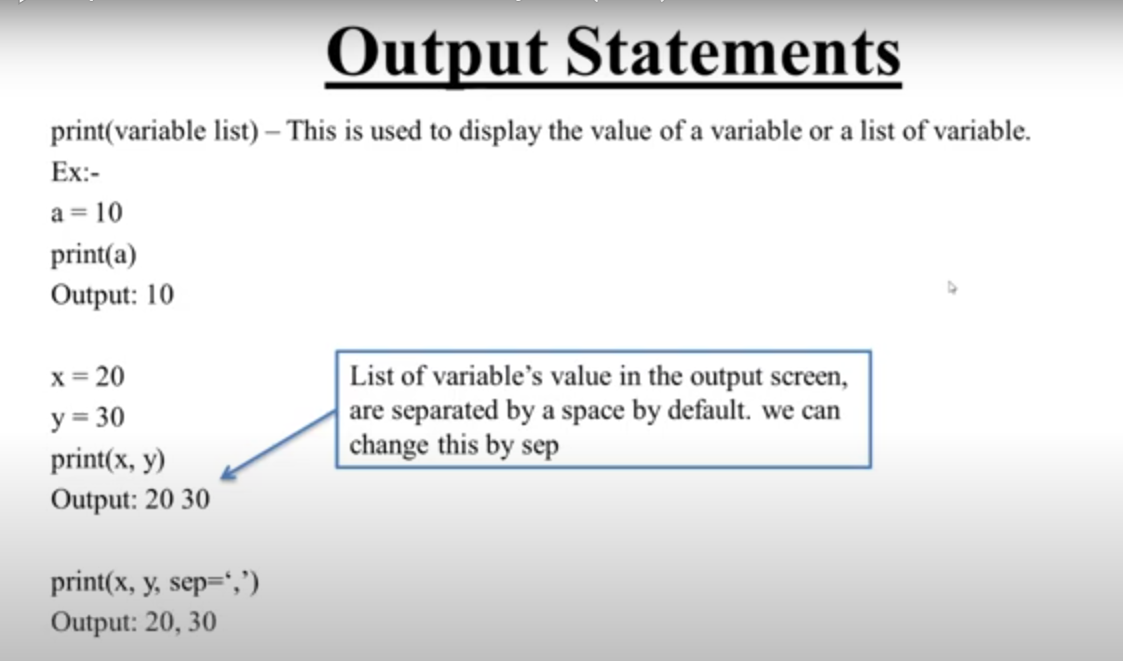 Output Statements
print(variable list) – This is used to display the value of a variable or a list of variable.
Ex:-
a = 10
print(a)
Output: 10
x = 20
y = 30
print(x, y)
Output: 20 30
List of variable’s value in the output screen,
are separated by a space by default. we can
change this by sep
print(x, y, sep=‘,’)
Output: 20, 30